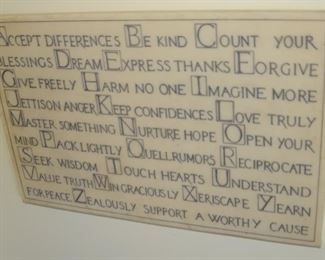 ACCEPT DIFFERENCES BE KIND COUNT YOUR
BLESSINGS DREAM EXPRESS THANKS FORGIVE
GIVE FREELY HARM NO ONE IMAGINE MORE
JETTISON ANGER KEEP CONFIDENCES LOVE TRULY
MASTER SOMETHING NURTURE HOPE OPEN YOUR
MIND PACK LIGHTLY QUELL RUMORS RECIPROCATE
SEEK WISDOM TOUCH HEARTS UNDERSTAND
VALUE TRUTH WIN GRACIOUSLY XERISCAPE YEARN
FOR PEACE ZEALOUSLY SUPPORT A WORTHY CAUSE